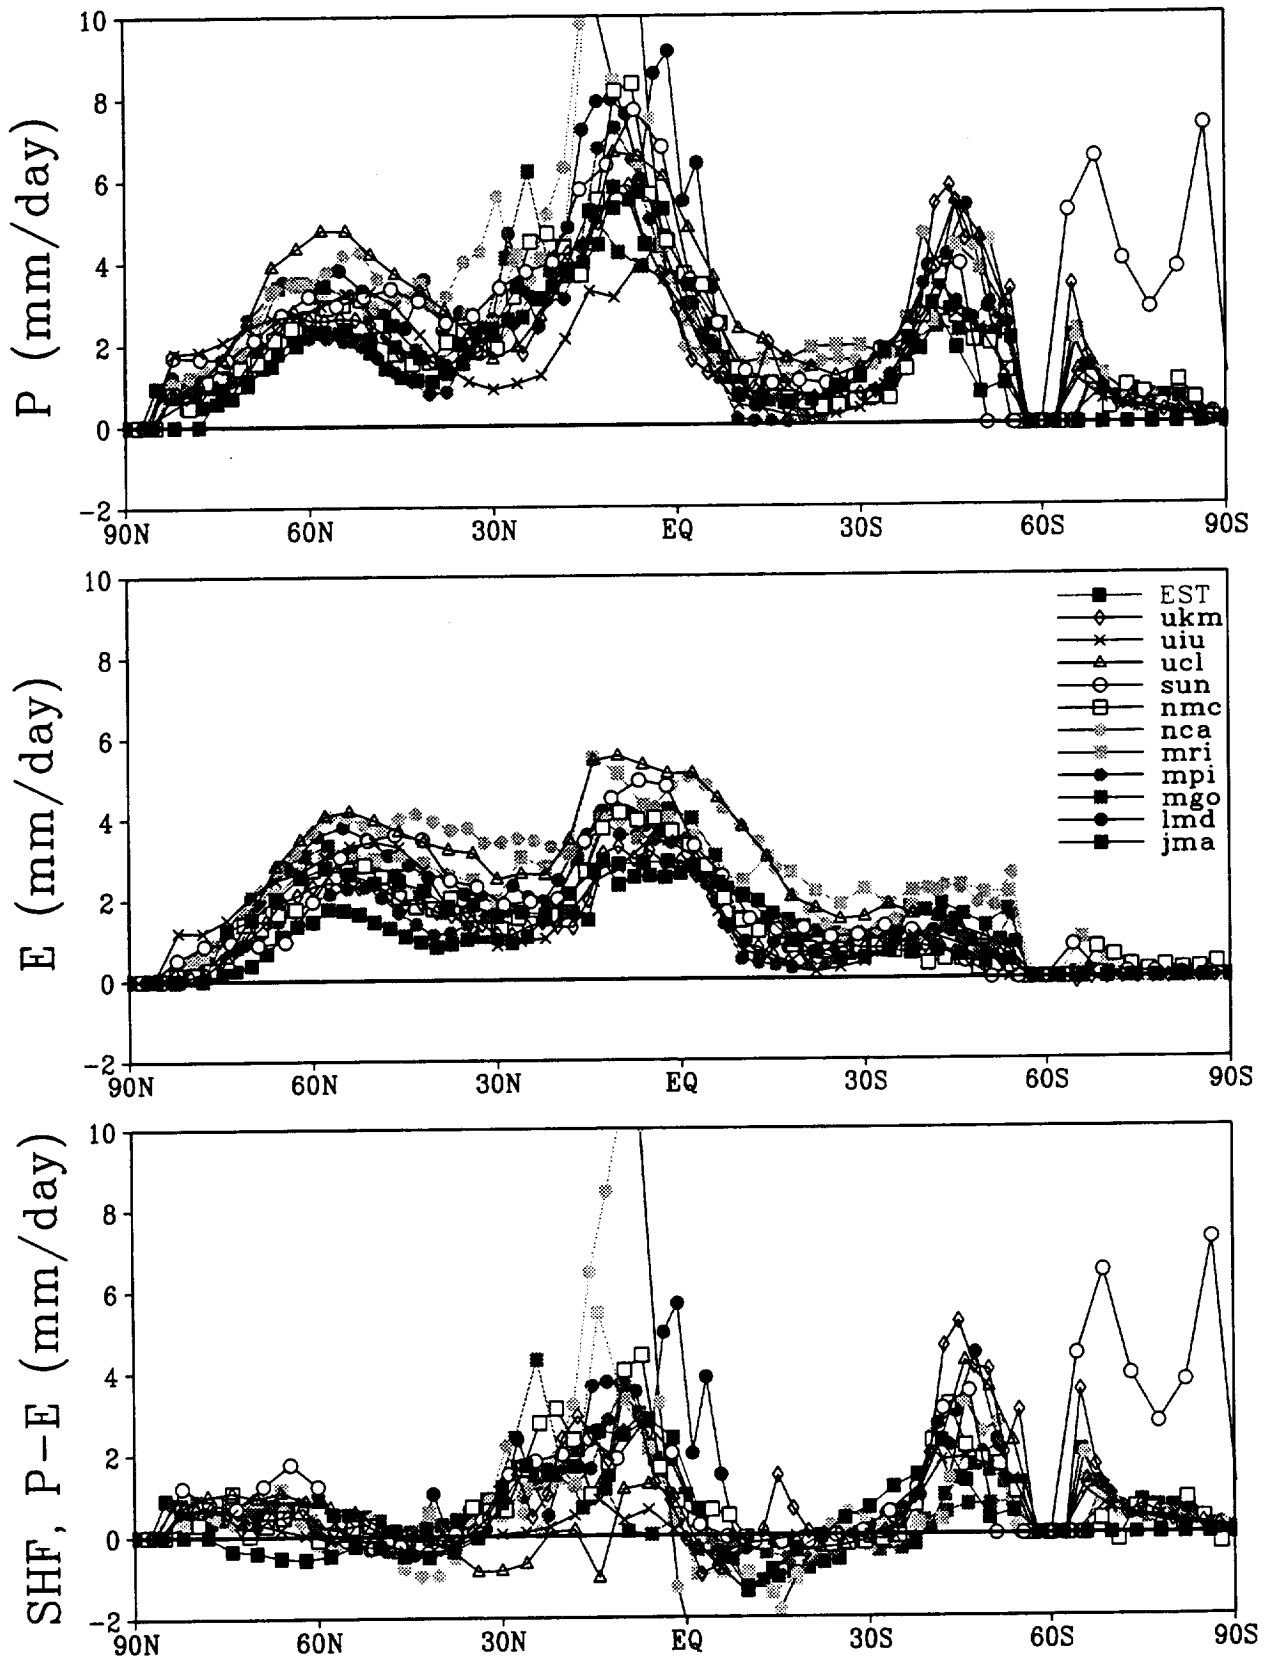 P (mm/day)
10
8
6
4
2
0
-2
90N 60N 30N EQ 30S 60S 90S
E (mm/day)
10
8
6
4
2
0
-2
EST
ukm
uiu
ucl
sun
nmc
nca
mri
mpi
mgo
lmd
jma
90N 60N 30N EQ 30S 60S 90S
SHF, P-E (mm/day)
10
8
6
4
2
0
-2
90N 60N 30N EQ 30S 60S 90S